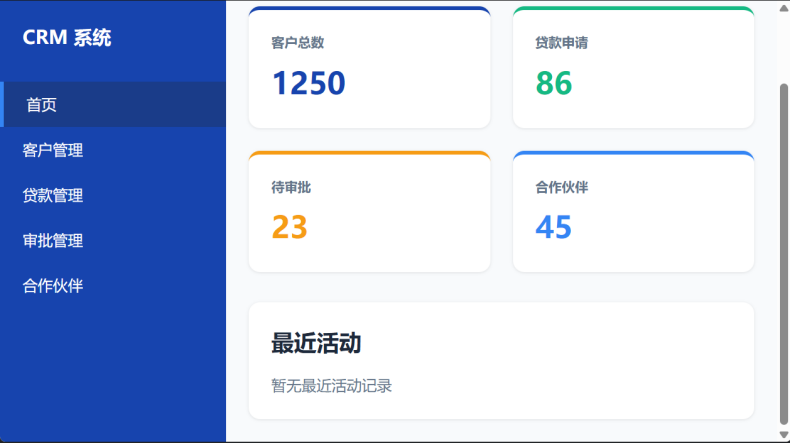 CRM 系统
首页
客户管理
贷款管理
审批管理
合作伙伴
客户总数
1250
贷款申请
86
待审批
23
合作伙伴
45
最近活动
暂无最近活动记录